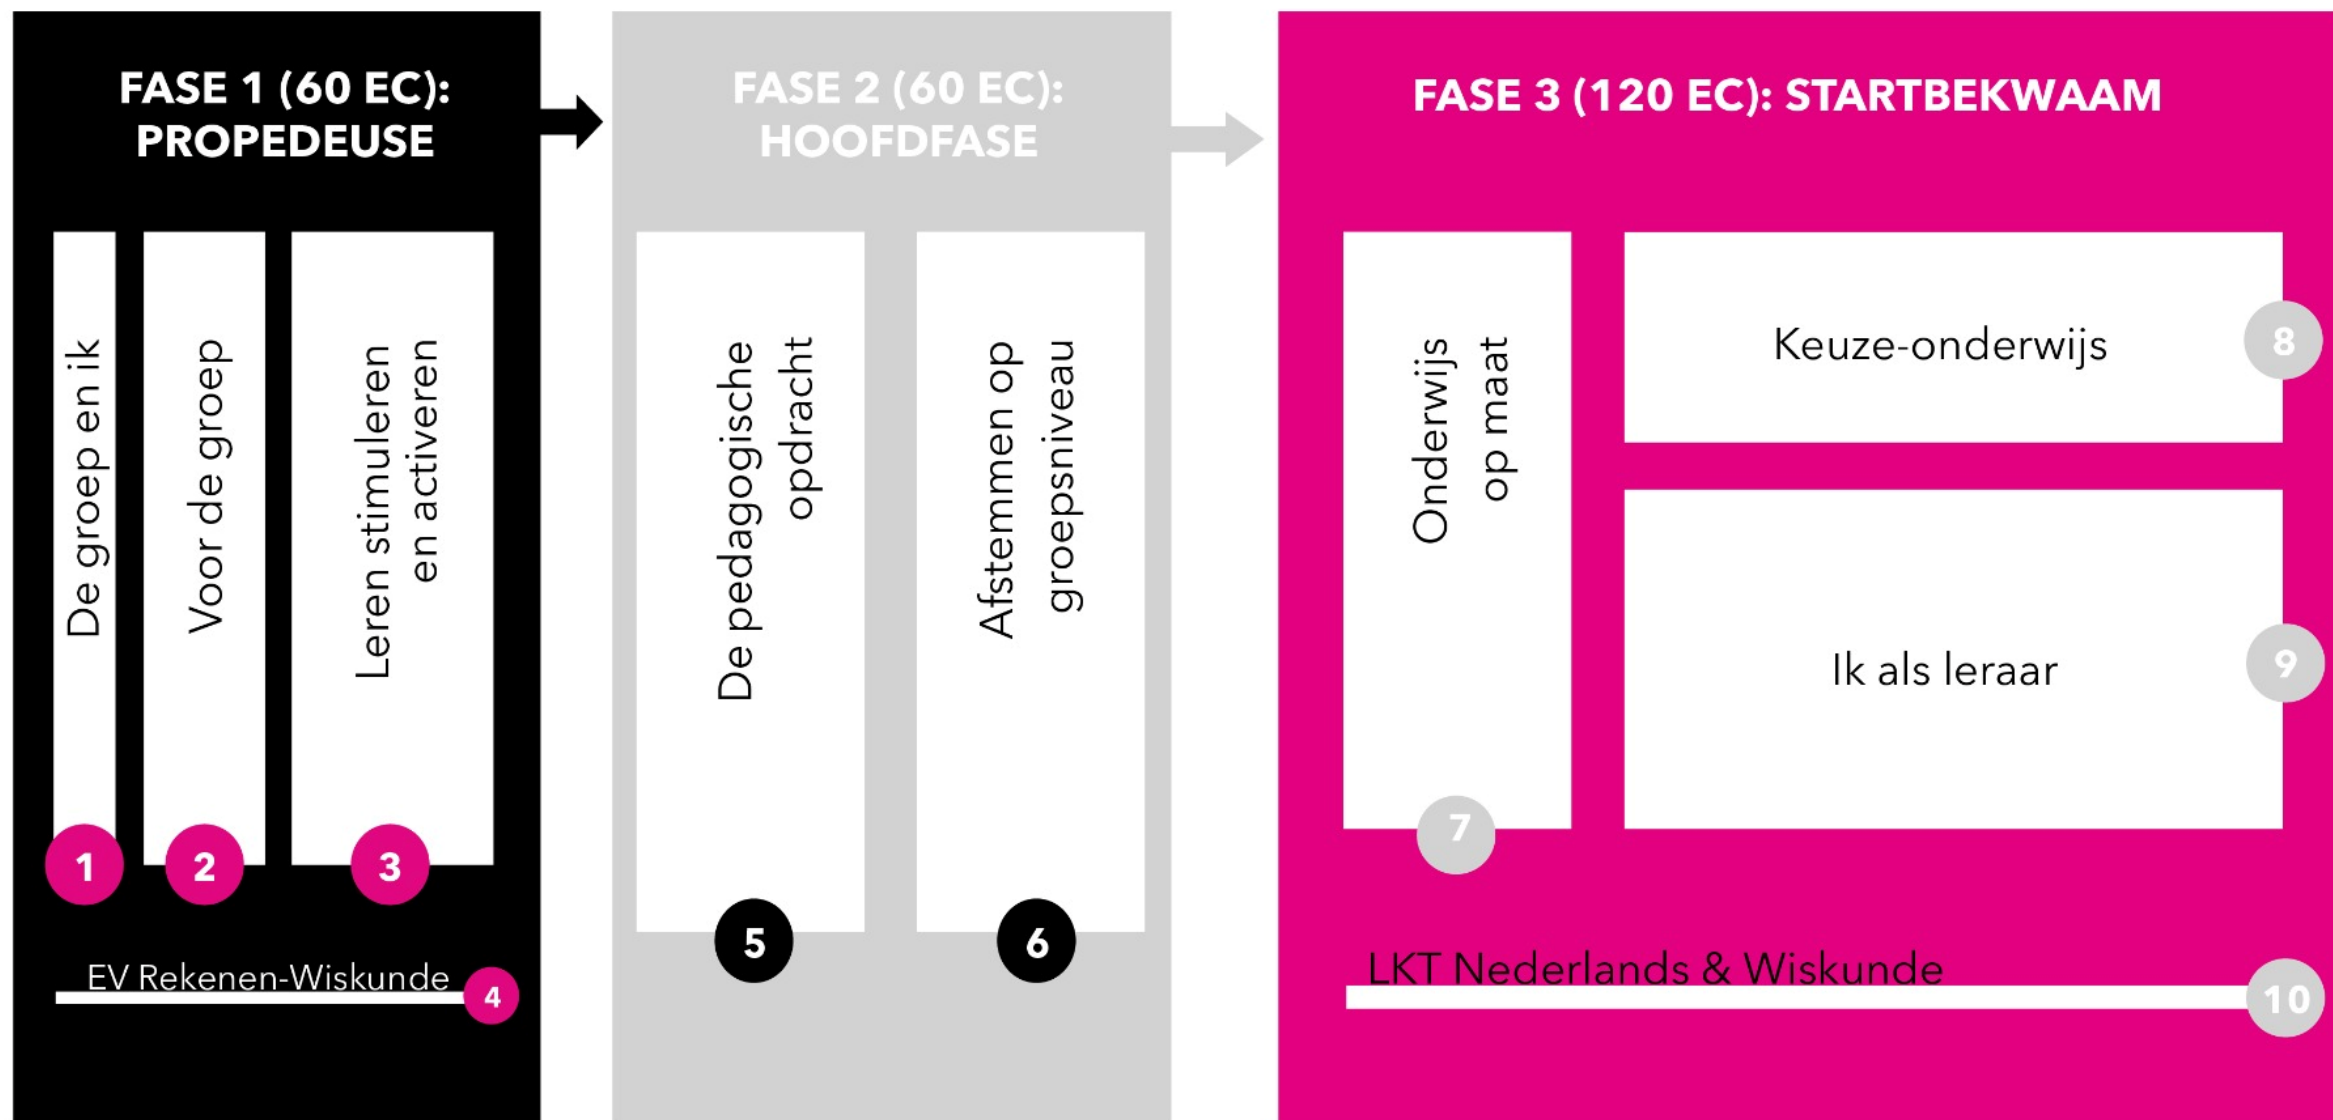 FASE 1 (60 EC):
PROPEDEUSE
De groep en ik
1
Voor de groep
2
Leren stimuleren
en activeren
3
EV Rekenen-Wiskunde
4
FASE 2 (60 EC):
HOOFDFASE
De pedagogische
opdracht
5
Afstemmen op
groepsniveau
6
FASE 3 (120 EC): STARTBEKWAAM
Onderwijs
op maat
7
Keuze-onderwijs
8
Ik als leraar
9
LKT Nederlands & Wiskunde
10